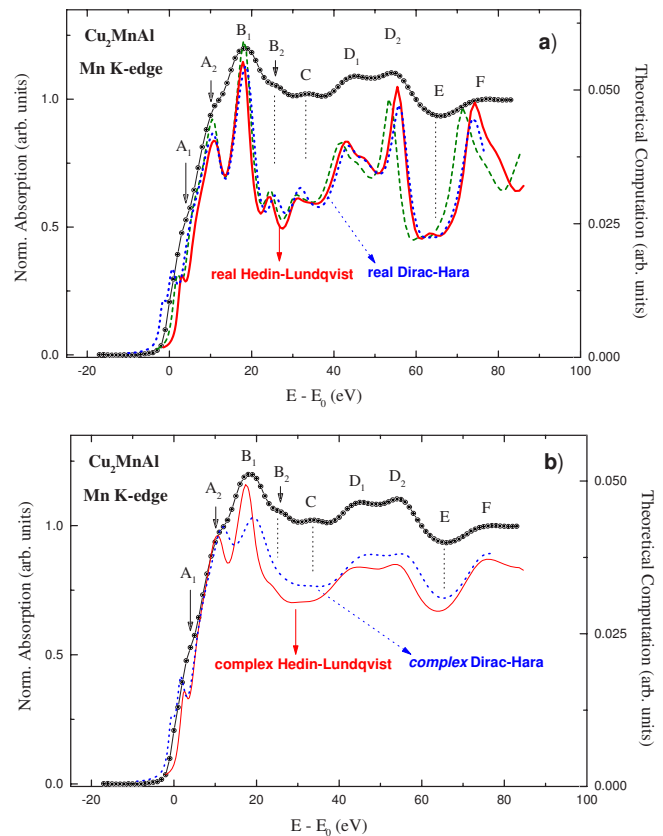 Cu2MnAl
Mn K-edge
A1
A2
B1
B2
C
D1
D2
E
F
a)
real Hedin-Lundqvist
real Dirac-Hara
Norm. Absorption (arb. units)
0.0
0.5
1.0
Theoretical Computation (arb. units)
0.000
0.025
0.050
-20 0 20 40 60 80 100
E - E0 (eV)
Cu2MnAl
Mn K-edge
A1
A2
B1
B2
C
D1
D2
E
F
b)
complex Hedin-Lundqvist
complex Dirac-Hara
Norm. Absorption (arb. units)
0.0
0.5
1.0
Theoretical Computation (arb. units)
0.000
0.025
0.050
-20 0 20 40 60 80 100
E - E0 (eV)